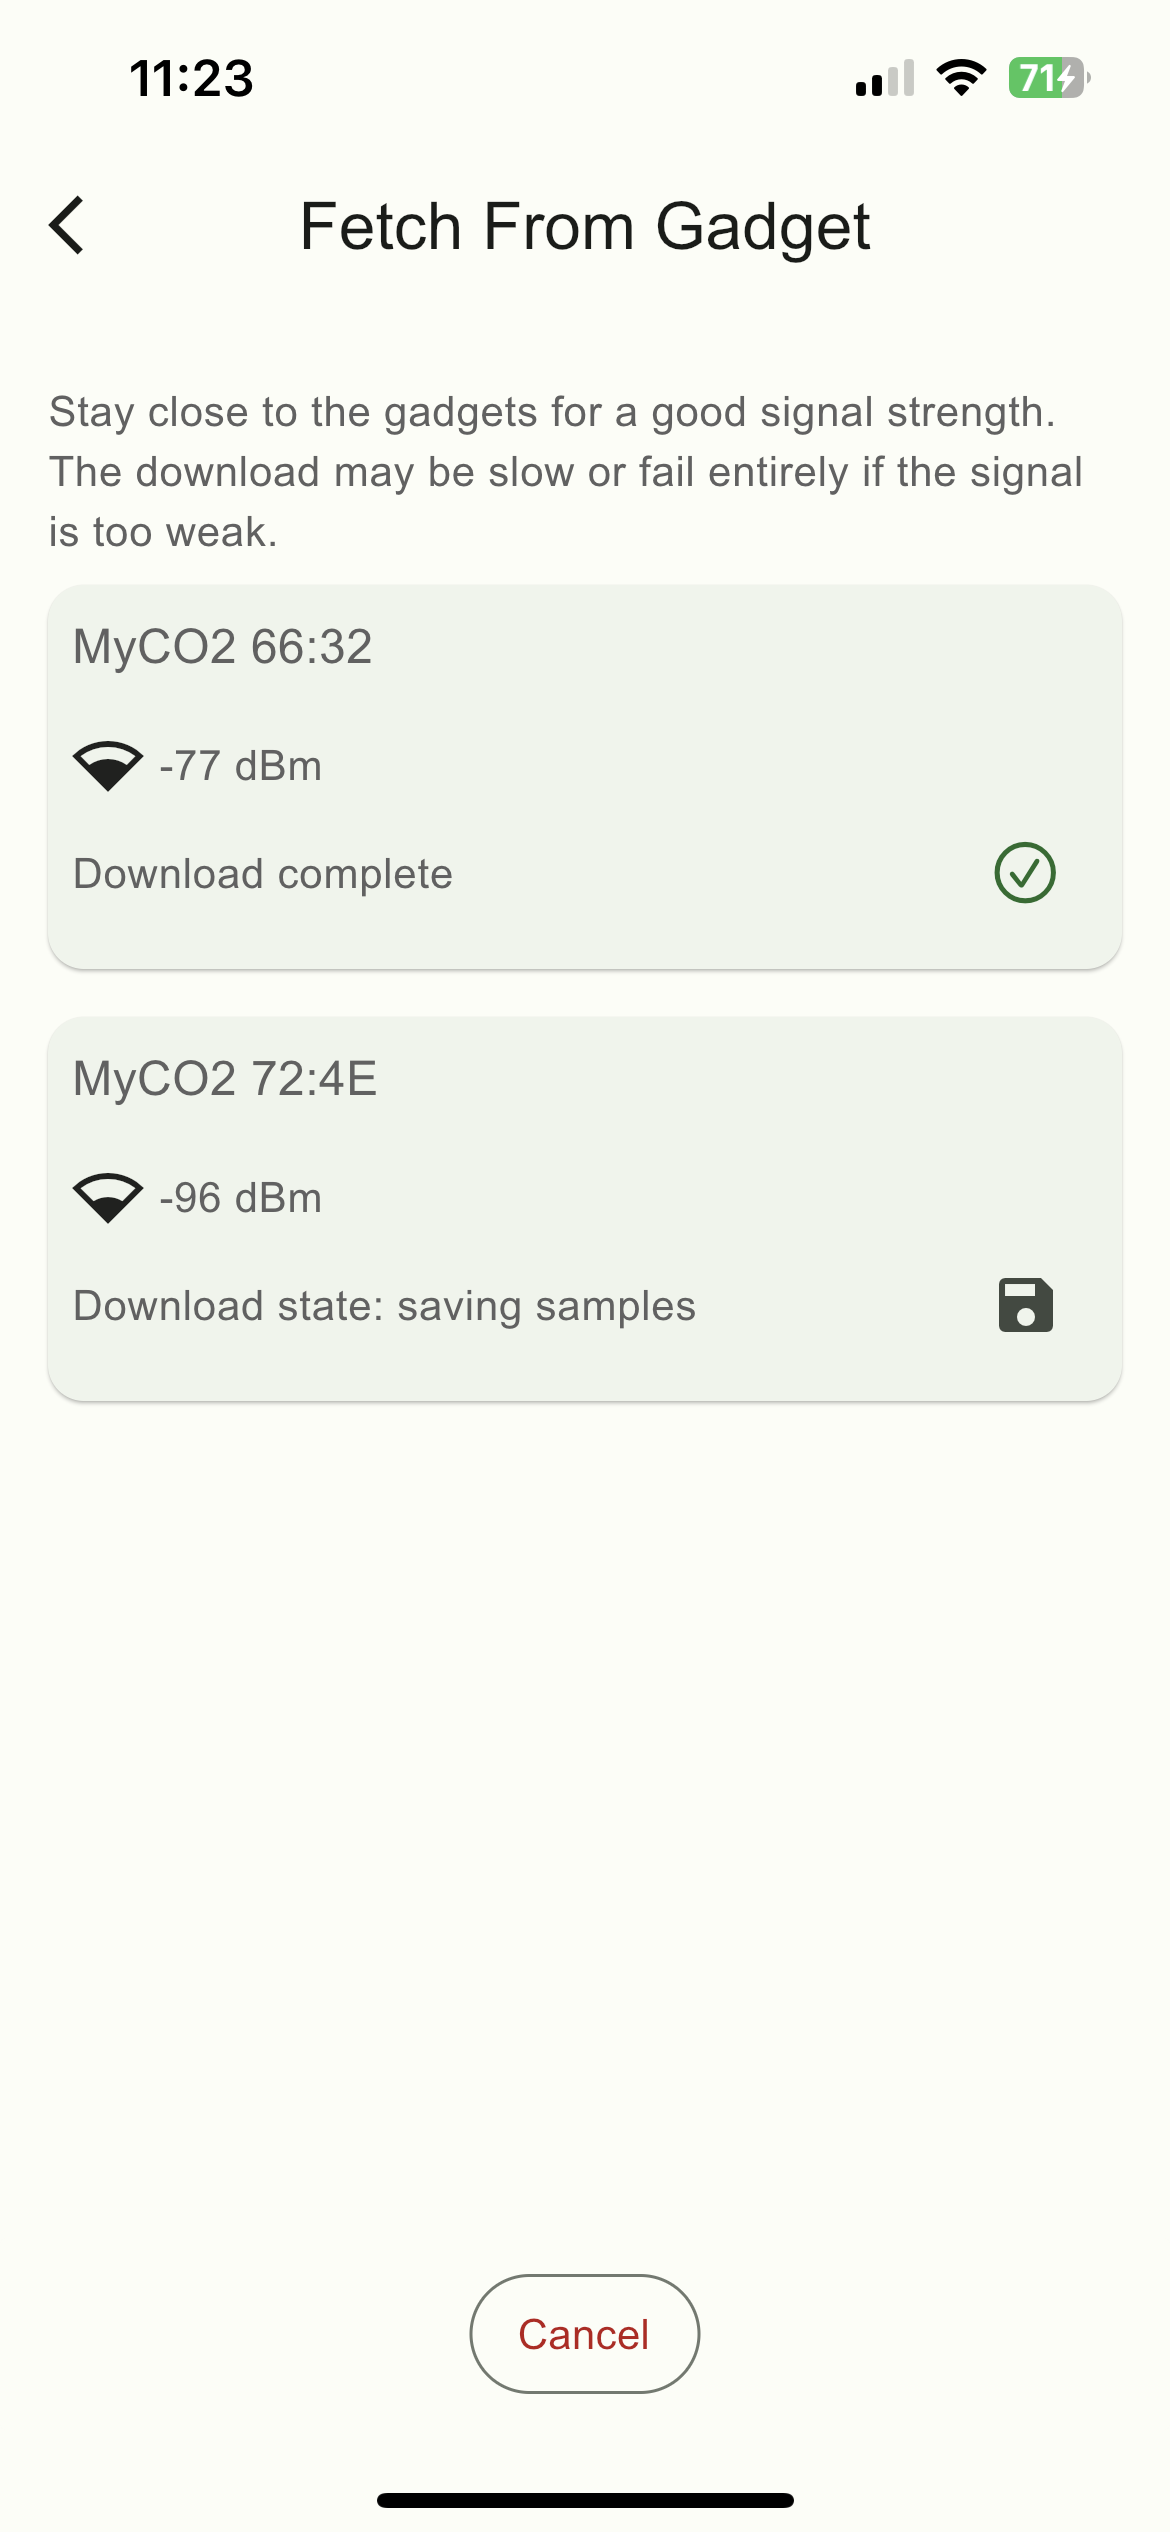 11:23
71
Fetch From Gadget
Stay close to the gadgets for a good signal strength.
The download may be slow or fail entirely if the signal
is too weak.
MyCO2 66:32
-77 dBm
Download complete
MyCO2 72:4E
-96 dBm
Download state: saving samples
Cancel